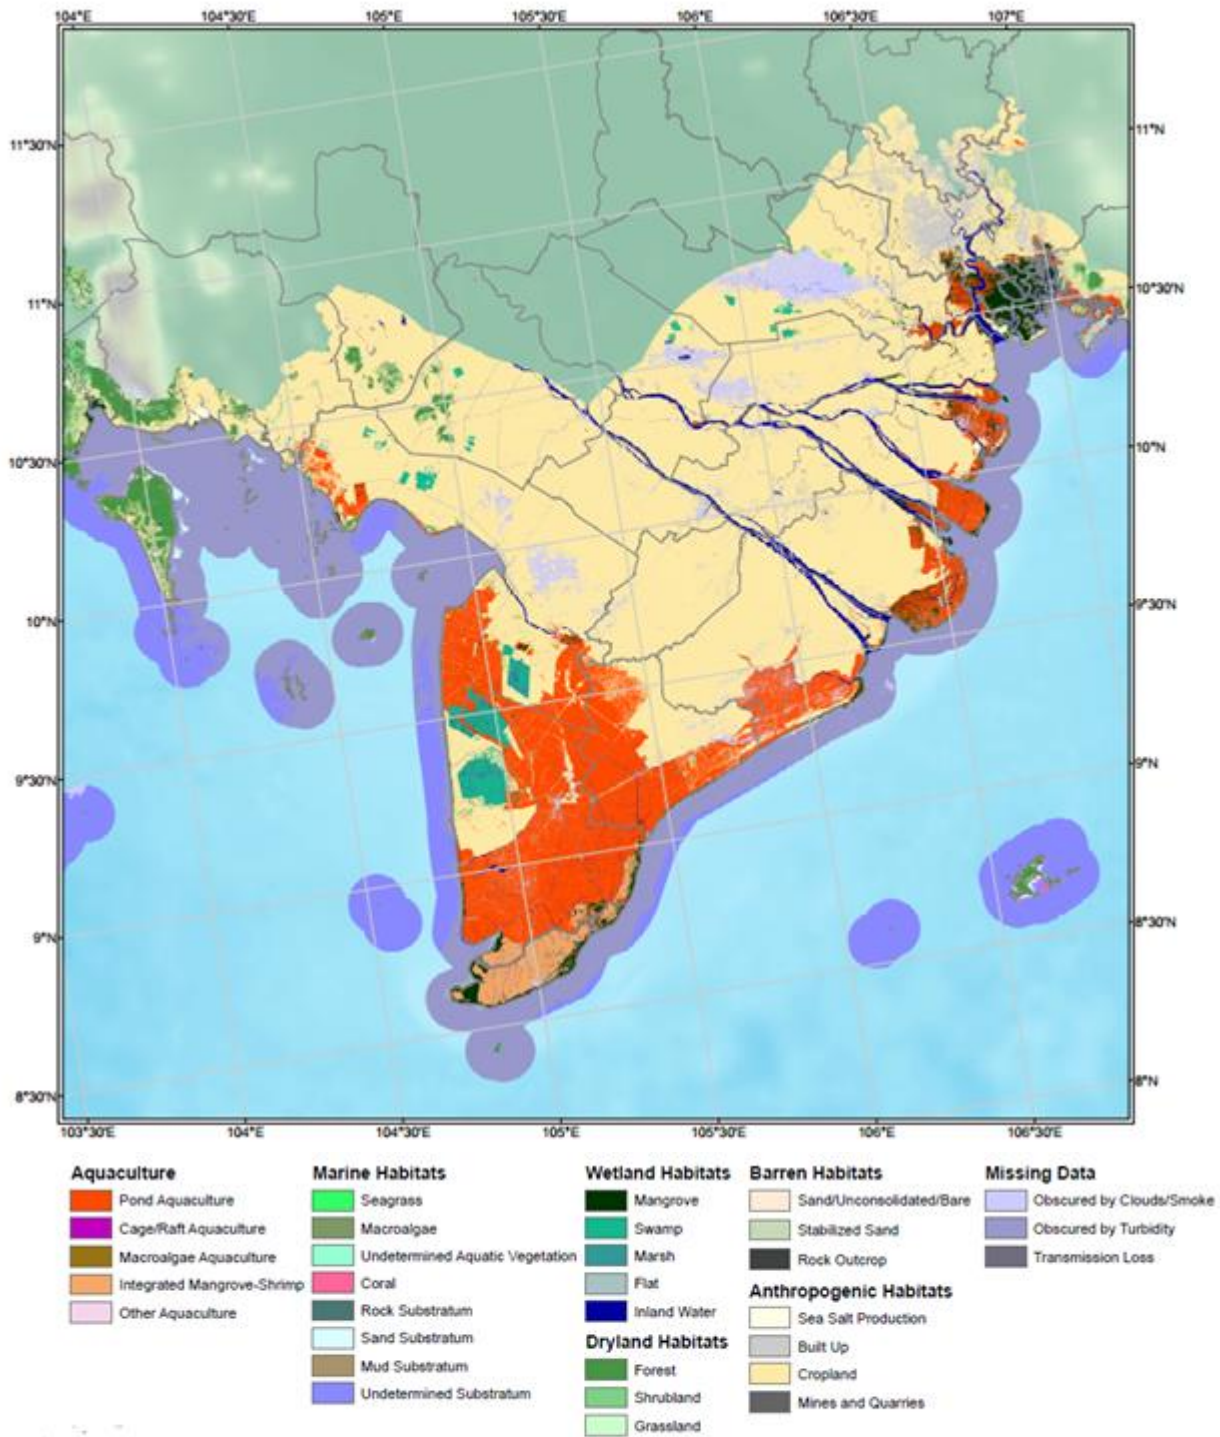 104°E 104°30'E 105°E 105°30'E 106°E 106°30'E 107°E
11°30'N
11°N
11°N
10°30'N
10°30'N
10°N
10°N
9°30'N
9°30'N
9°N
9°N
8°30'N
8°30'N
8°N
103°30'E 104°E 104°30'E 105°E 105°30'E 106°E 106°30'E
Aquaculture
Pond Aquaculture
Cage/Raft Aquaculture
Macroalgae Aquaculture
Integrated Mangrove-Shrimp
Other Aquaculture
Marine Habitats
Seagrass
Macroalgae
Undetermined Aquatic Vegetation
Coral
Rock Substratum
Sand Substratum
Mud Substratum
Undetermined Substratum
Wetland Habitats
Mangrove
Swamp
Marsh
Flat
Inland Water
Dryland Habitats
Forest
Shrubland
Grassland
Barren Habitats
Sand/Unconsolidated/Bare
Stabilized Sand
Rock Outcrop
Anthropogenic Habitats
Sea Salt Production
Built Up
Cropland
Mines and Quarries
Missing Data
Obscured by Clouds/Smoke
Obscured by Turbidity
Transmission Loss